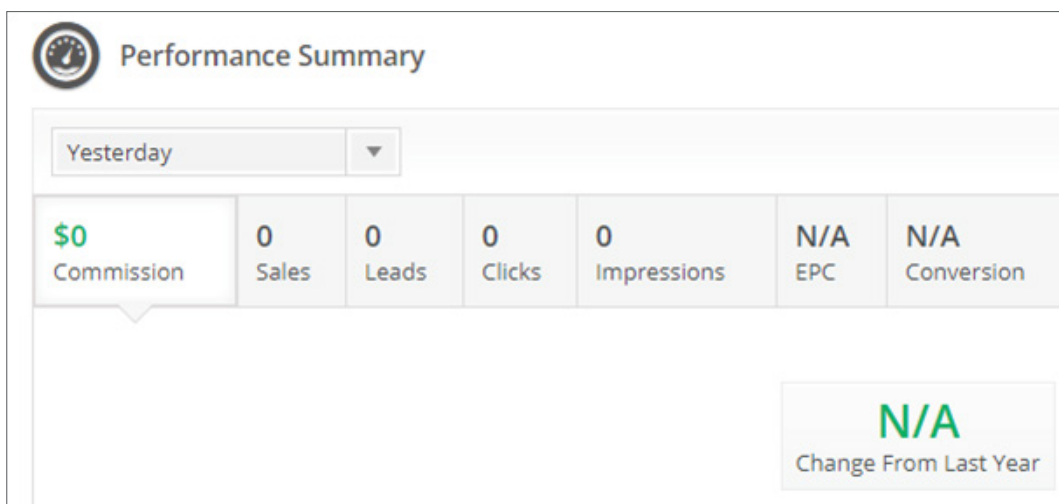 Performance Summary
Yesterday
$0 0 0 0 0 N/A N/A
Commission Sales Leads Clicks Impressions EPC Conversion
N/A
Change From Last Year